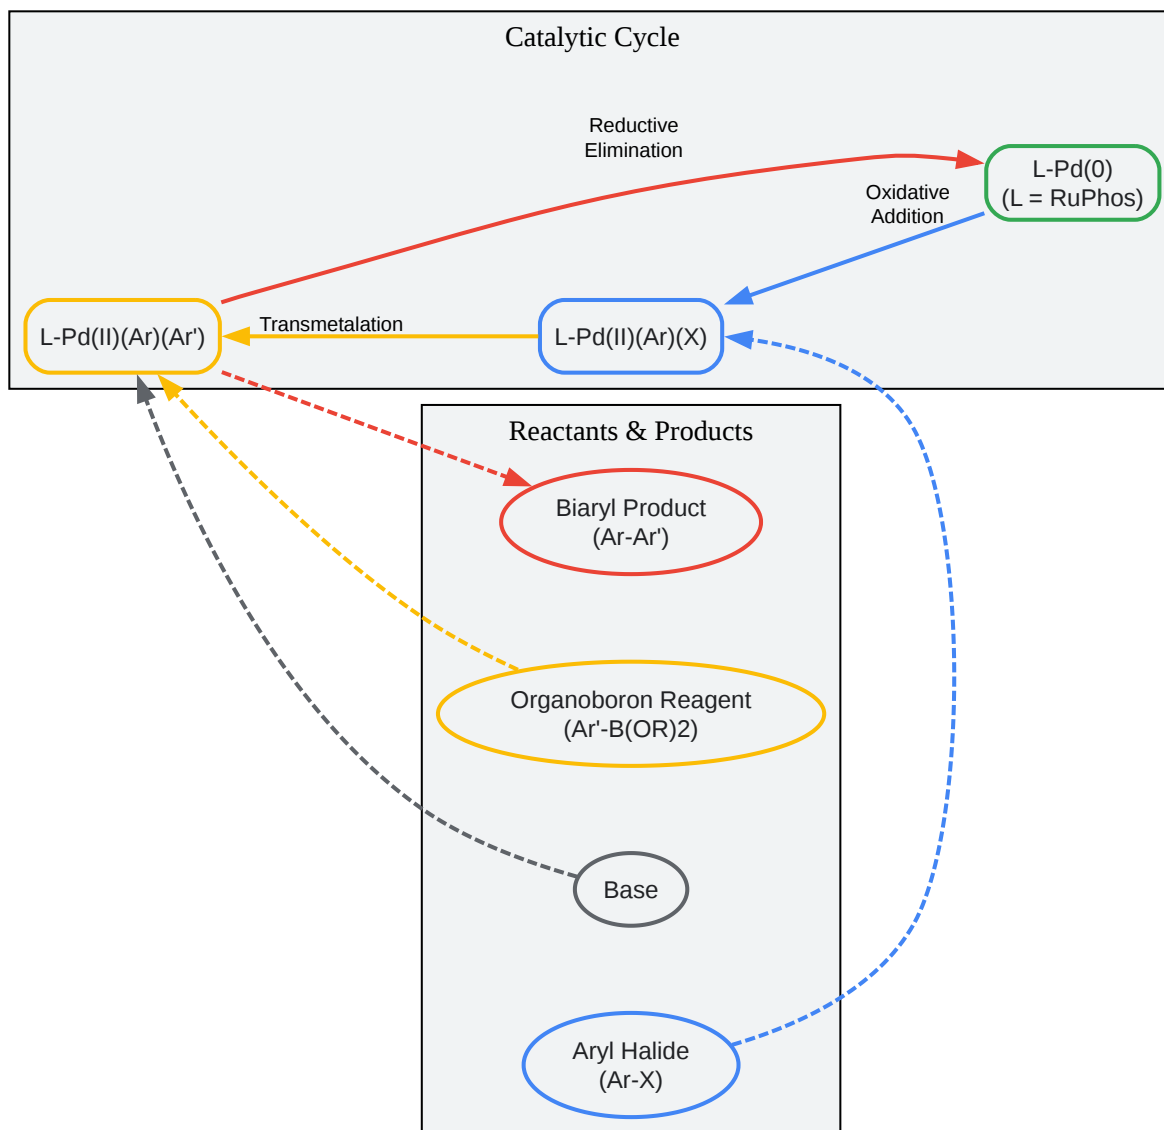 Catalytic Cycle
Reductive
Elimination
L-Pd(0)
(L = RuPhos)
Oxidative
Addition
L-Pd(II)(Ar)(Ar')
Transmetalation
L-Pd(II)(Ar)(X)
Reactants & Products
Biaryl Product
(Ar-Ar')
Organoboron Reagent
(Ar'-B(OR)2)
Base
Aryl Halide
(Ar-X)